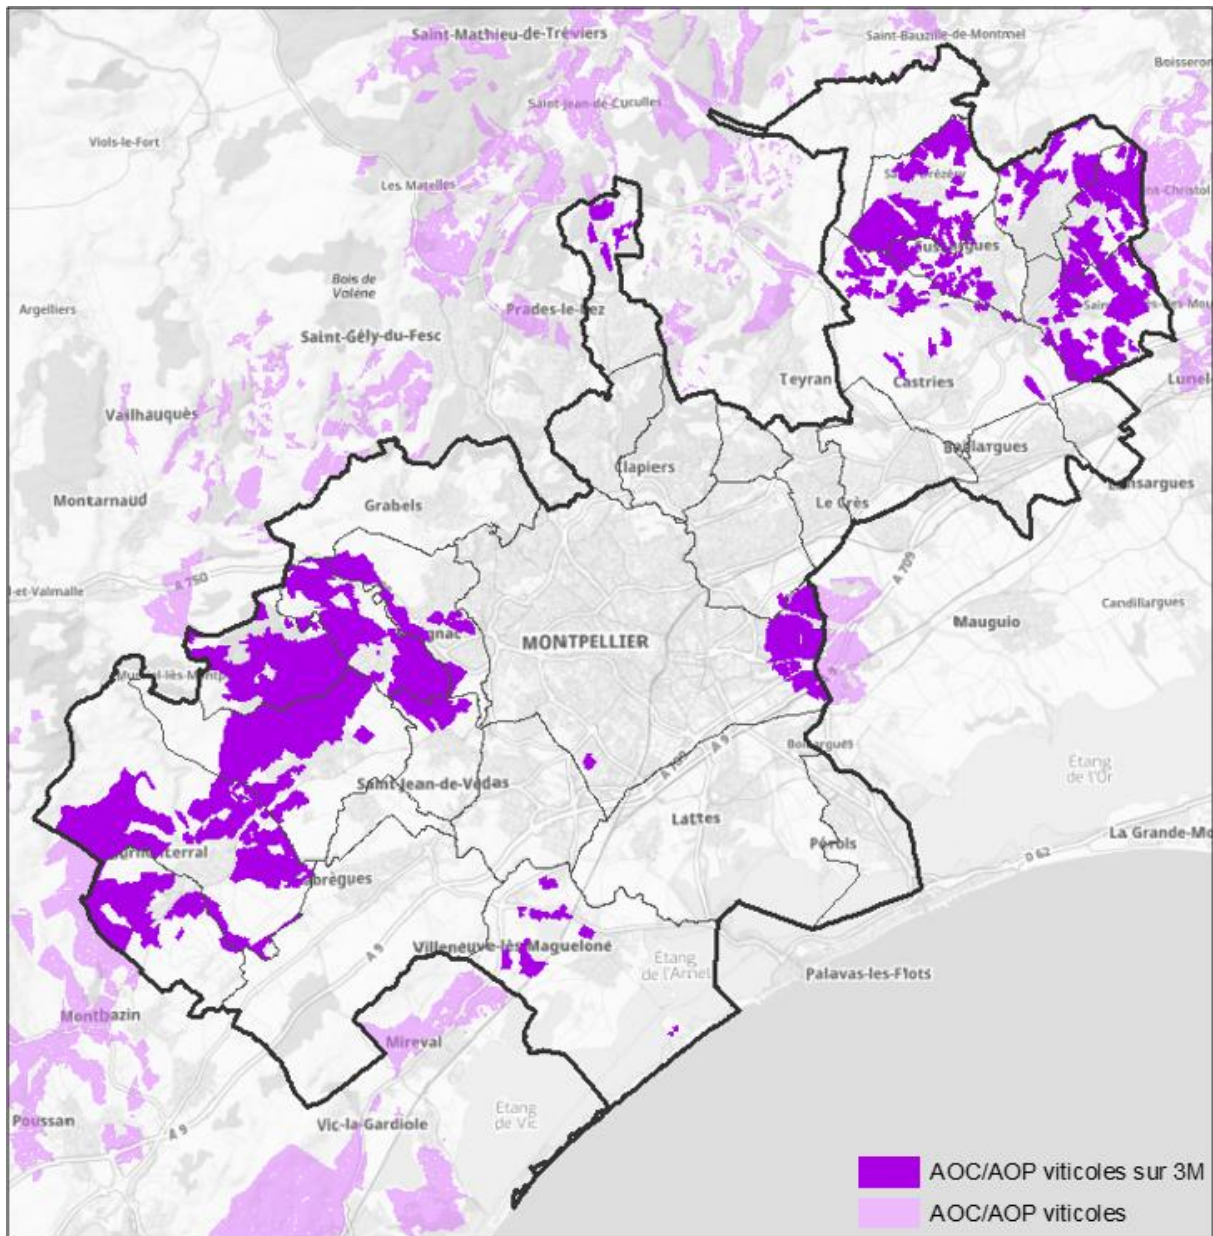 Saint-Mathieu-de-Tréviers
Saint-Bauzille-de-Montmel
Boisseron
Saint-Jean-de-Cuculles
Viols-le-Fort
Les Matelles
Bois de
Valène
Argelliers
Prades-le-Lez
Saint-Gély-du-Fesc
Teyran
Castries
Lunel-
Vailhauquès
Clapiers
Montarnaud
Grabels
Le Crès
A 709
A 750
l-et-Valmalle
Candillargues
Mauguio
MONTPELLIER
Étang
de l'Or
A 709
A 9
Saint-Jean-de-Védas
Lattes
Pérols
La Grande-Mo
D 62
A 9
Villeneuve-lès-Maguelone
Étang
de l'Arnel
Palavas-les-Flots
Montbazin
Mireval
Poussan
A 9
Vic-la-Gardiole
Étang
de Vic
AOC/AOP viticoles sur 3M
AOC/AOP viticoles